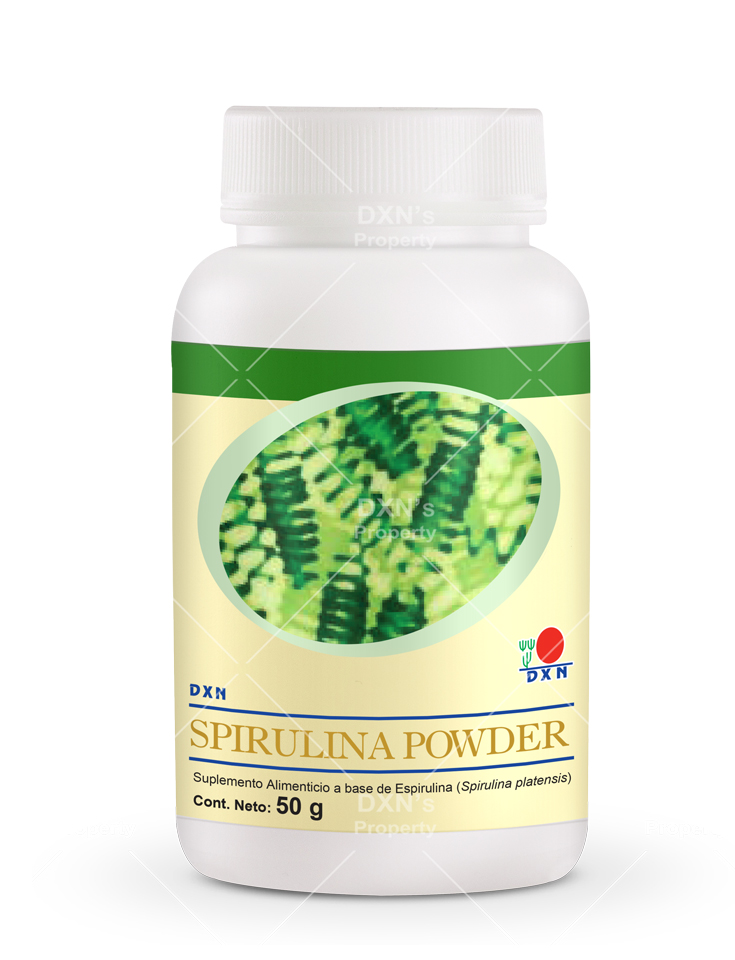 DXN's
Property
DXN's
Property
DXN
DXN
SPIRULINA POWDER
Suplemento Alimenticio a base de Espirulina (Spirulina platensis)
Cont. Neto: 50 g
DXN's
Property